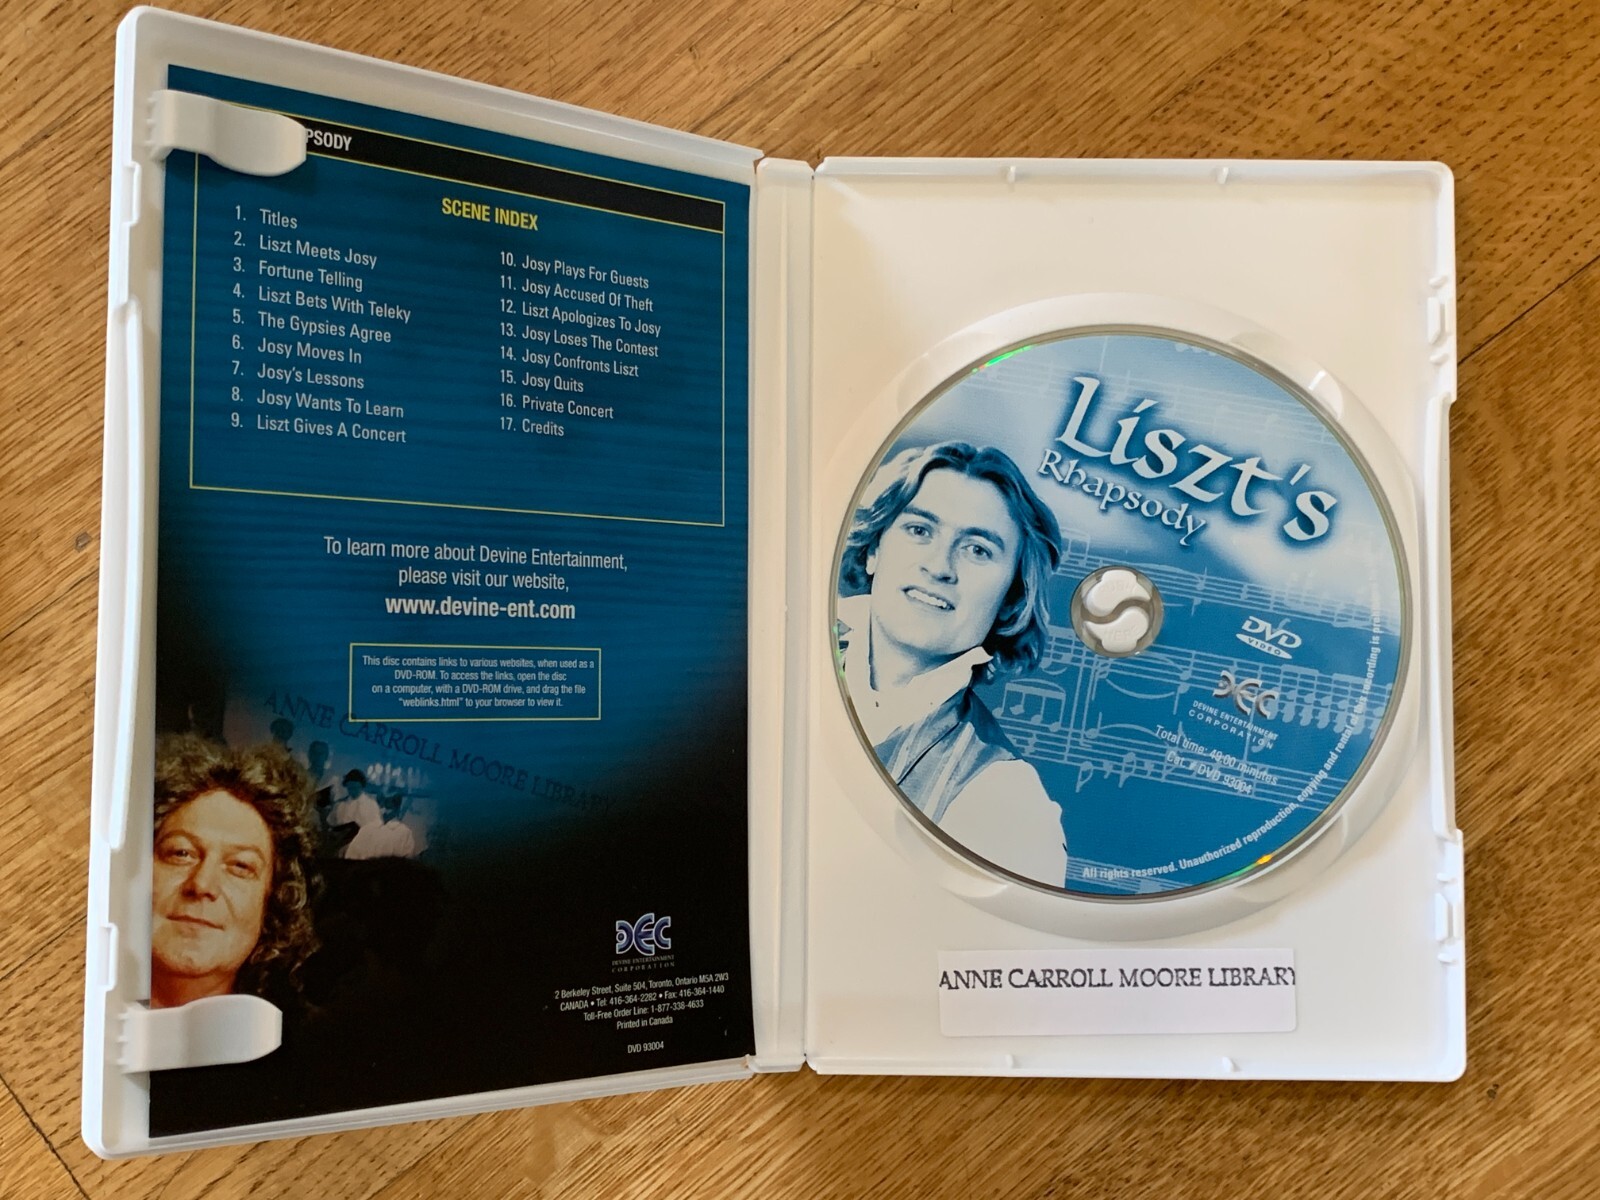 PSODY
SCENE INDEX
1. Titles
2. Liszt Meets Josy
3. Fortune Telling
4. Liszt Bets With Teleky
5. The Gypsies Agree
6. Josy Moves In
7. Josy's Lessons
8. Josy Wants To Learn
9. Liszt Gives A Concert
10. Josy Plays For Guests
11. Josy Accused Of Theft
12. Liszt Apologizes To Josy
13. Josy Loses The Contest
14. Josy Confronts Liszt
15. Josy Quits
16. Private Concert
17. Credits
To learn more about Devine Entertainment,
please visit our website,
www.devine-ent.com
This disc contains links to various websites, when used as a
DVD-ROM. To access the links, open the disc
on a computer, with a DVD-ROM drive, and drag the file
"weblinks.html" to your browser to view it.
ANNE CARROLL MOORE LIBRARY
DEC
DEVINE ENTERTAINMENT
CORPORATION
2 Berkeley Street, Suite 504, Toronto, Ontario M5A 2W3
CANADA • Tel: 416-364-2282 • Fax: 416-364-1440
Toll-Free Order Line: 1-877-338-4633
Printed in Canada
DVD 93004
Liszt's
Rhapsody
DVD
VIDEO
DEC
DEVINE ENTERTAINMENT
CORPORATION
Total time: 49:00 minutes
Cat. # DVD 93004
All rights reserved. Unauthorized reproduction, copying and rental of this recording is
ANNE CARROLL MOORE LIBRARY